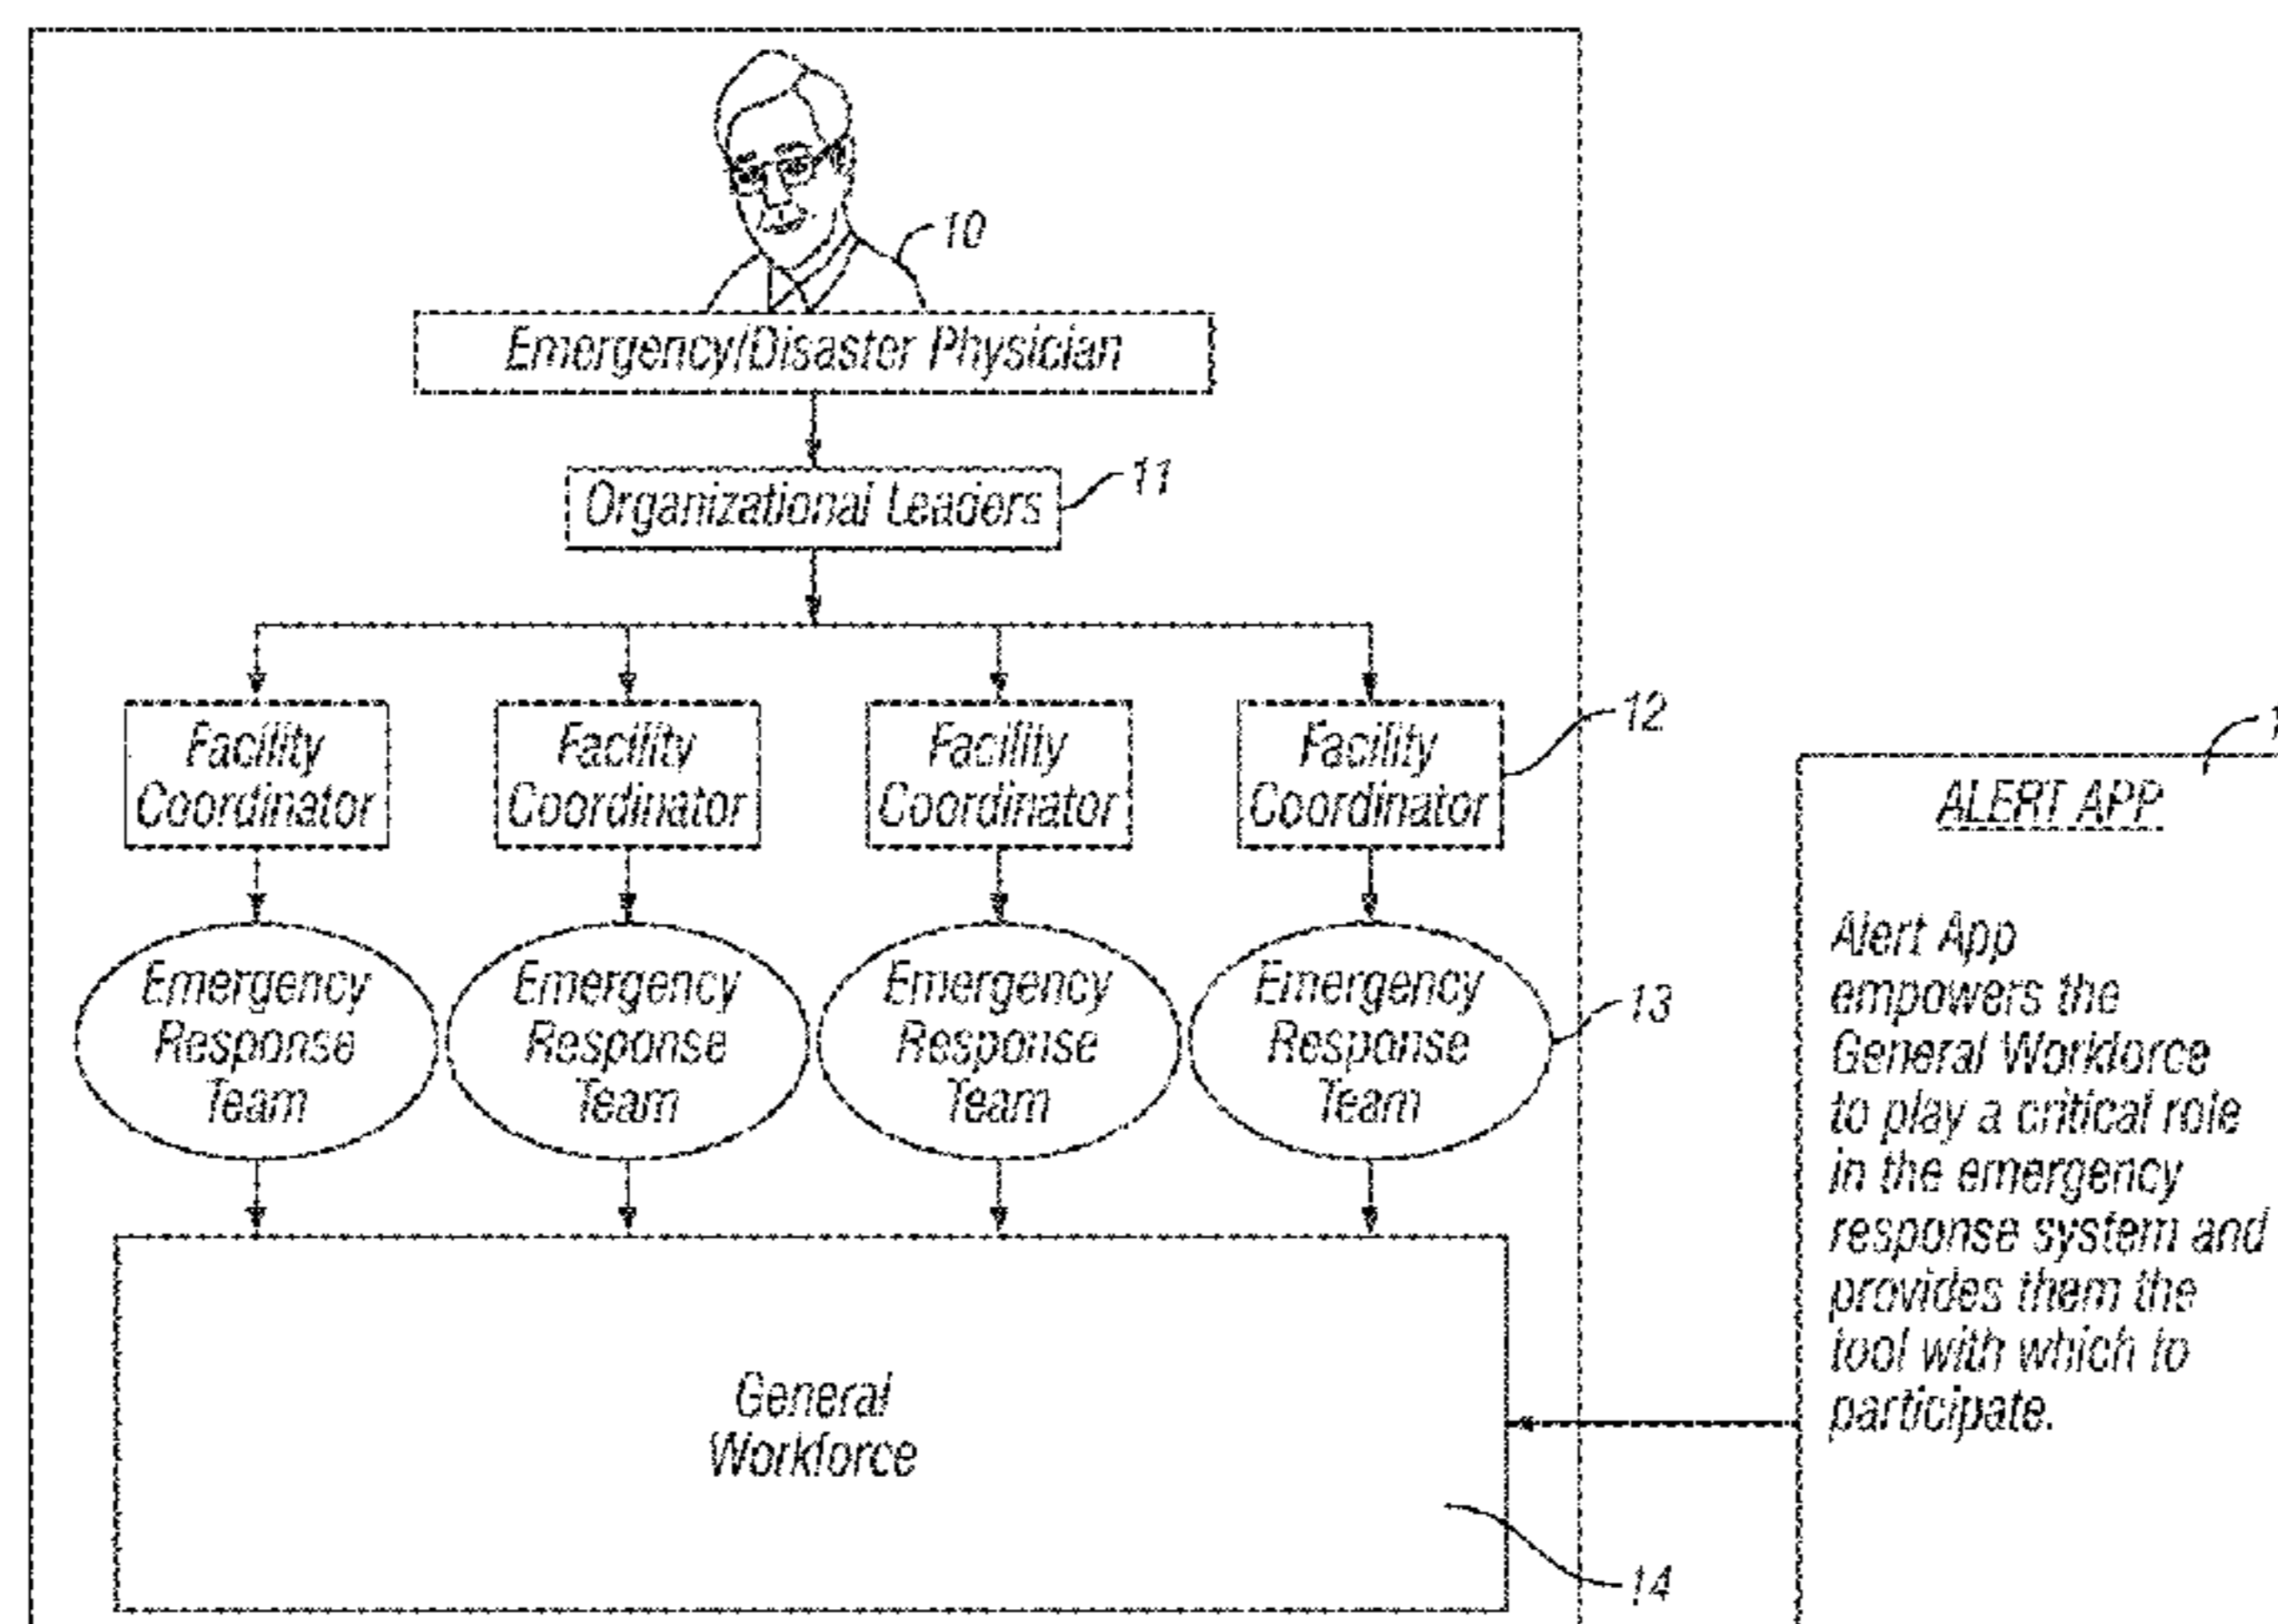 10
Emergency/Disaster Physician
Organizational Leaders
11
Facility
Coordinator
Facility
Coordinator
Facility
Coordinator
Facility
Coordinator
12
Emergency
Response
Team
Emergency
Response
Team
Emergency
Response
Team
Emergency
Response
Team
13
General
Workforce
14
ALERT APP
Alert App
empowers the
General Workforce
to play a critical role
in the emergency
response system and
provides them the
tool with which to
participate.